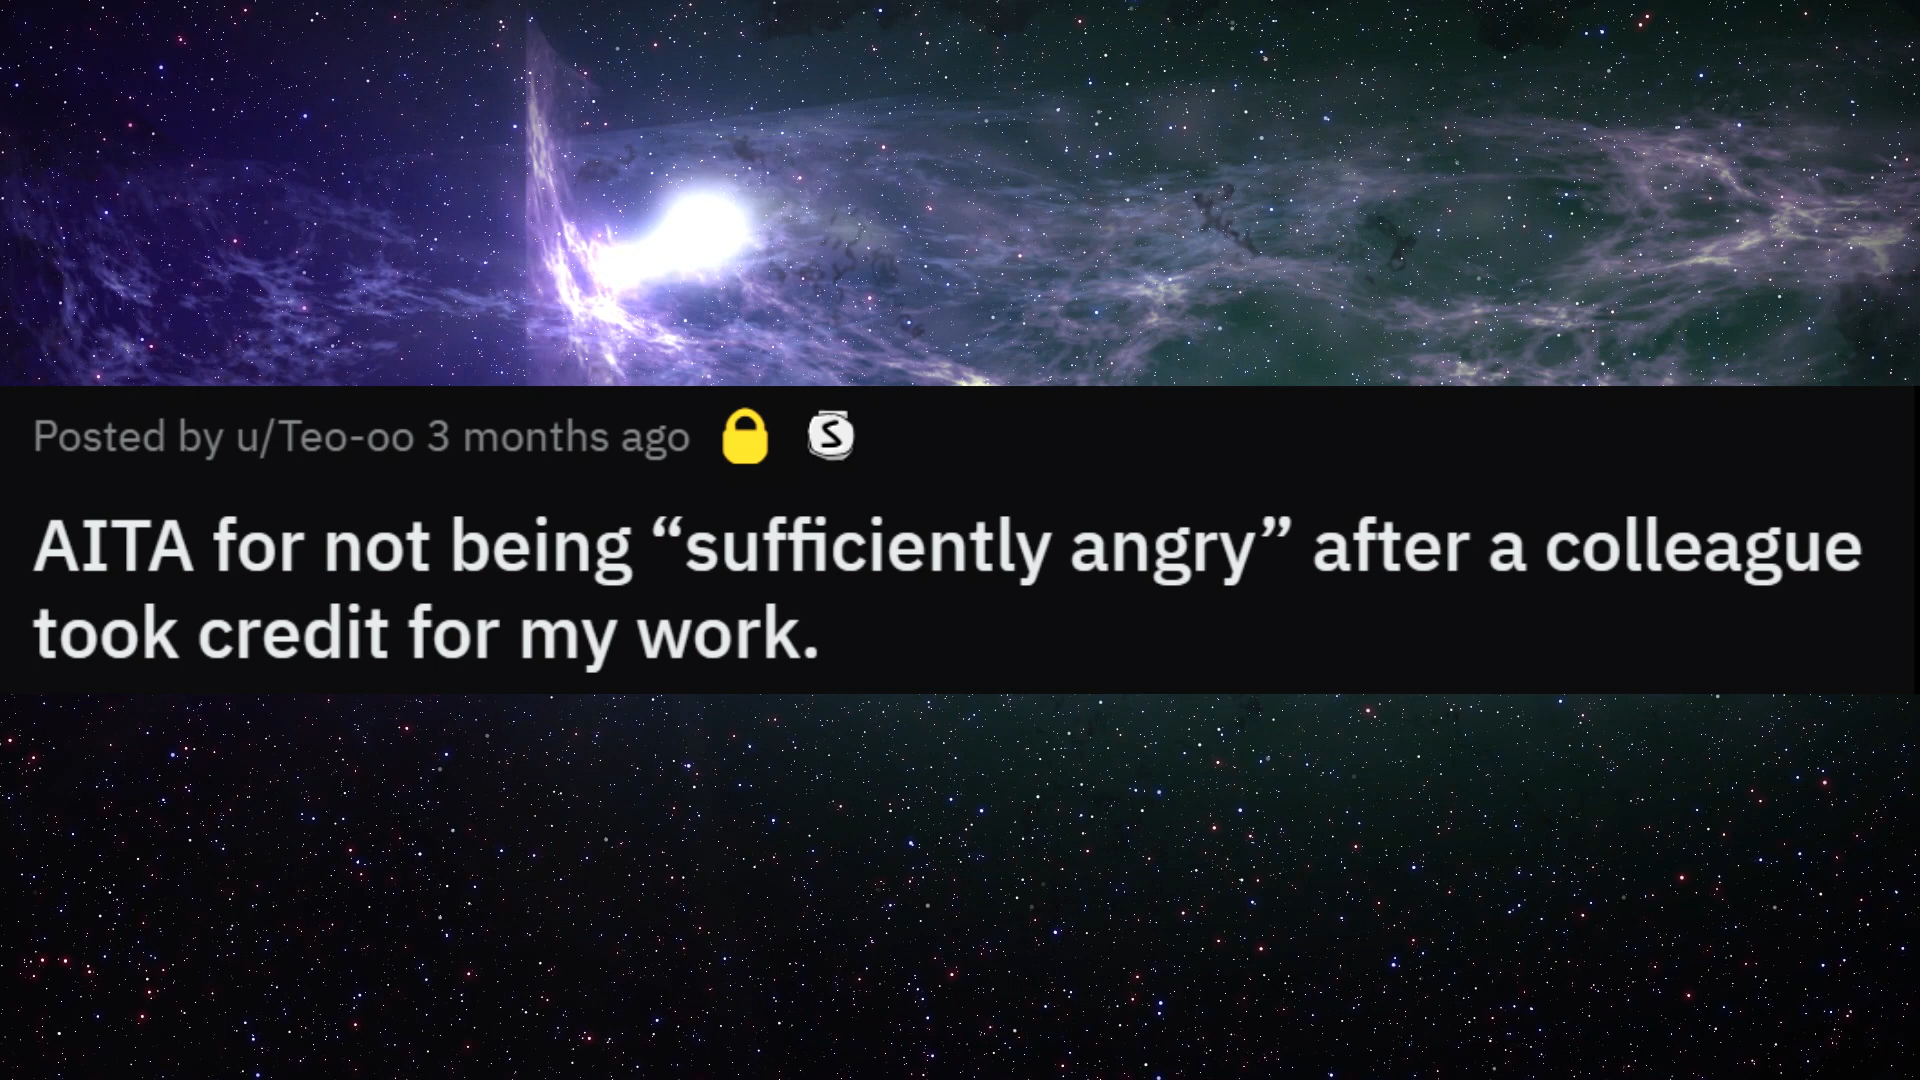 Posted by u/Teo-oo 3 months ago
AITA for not being “sufficiently angry” after a colleague
took credit for my work.